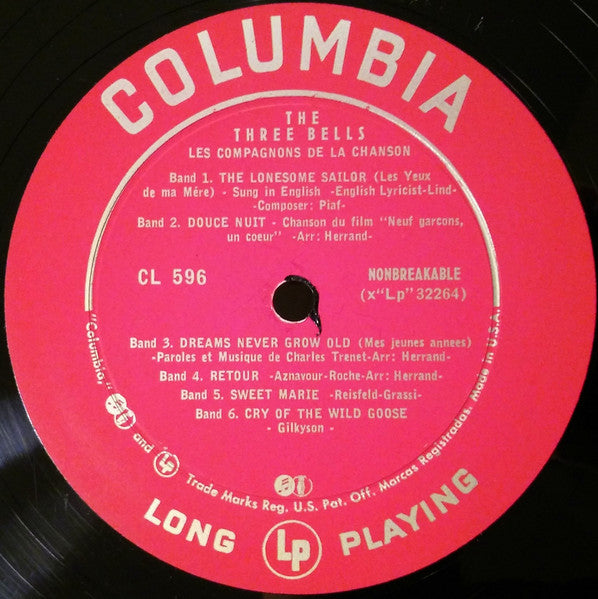 COLUMBIA
THE
THREE BELLS
LES COMPAGNONS DE LA CHANSON
Band 1. THE LONESOME SAILOR (Les Yeux
de ma Mére) - Sung in English -English Lyricist-Lind-
-Composer: Piaf-
Band 2. DOUCE NUIT - Chanson du film "Neuf garcons,
un coeur" -Arr: Herrand-
CL 596
NONBREAKABLE
(x"Lp" 32264)
Band 3. DREAMS NEVER GROW OLD (Mes jeunes annees)
-Paroles et Musique de Charles Trenet-Arr: Herrand-
Band 4. RETOUR -Aznavour-Roche-Arr: Herrand-
Band 5. SWEET MARIE -Reisfeld-Grassi-
Band 6. CRY OF THE WILD GOOSE
- Gilkyson -
"Columbia," and Lp Trade Marks Reg. U.S. Pat. Off. Marcas Registradas. Made in U.S.A.
LONG Lp PLAYING